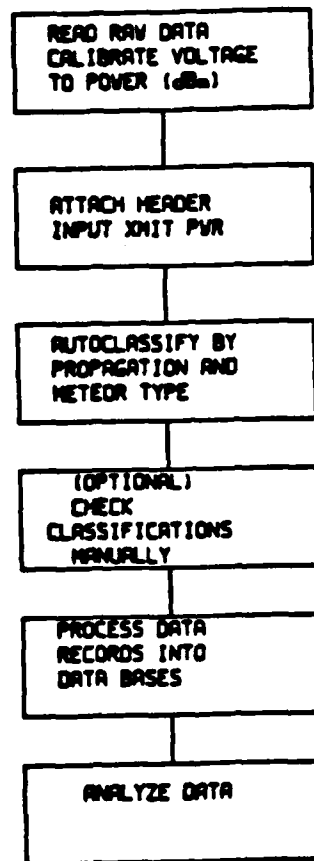 READ RAW DATA
CALIBRATE VOLTAGE
TO POWER (dBm)
ATTACH HEADER
INPUT XMIT PWR
AUTOCLASSIFY BY
PROPAGATION AND
METEOR TYPE
(OPTIONAL)
CHECK
CLASSIFICATIONS
MANUALLY
PROCESS DATA
RECORDS INTO
DATA BASES
ANALYZE DATA